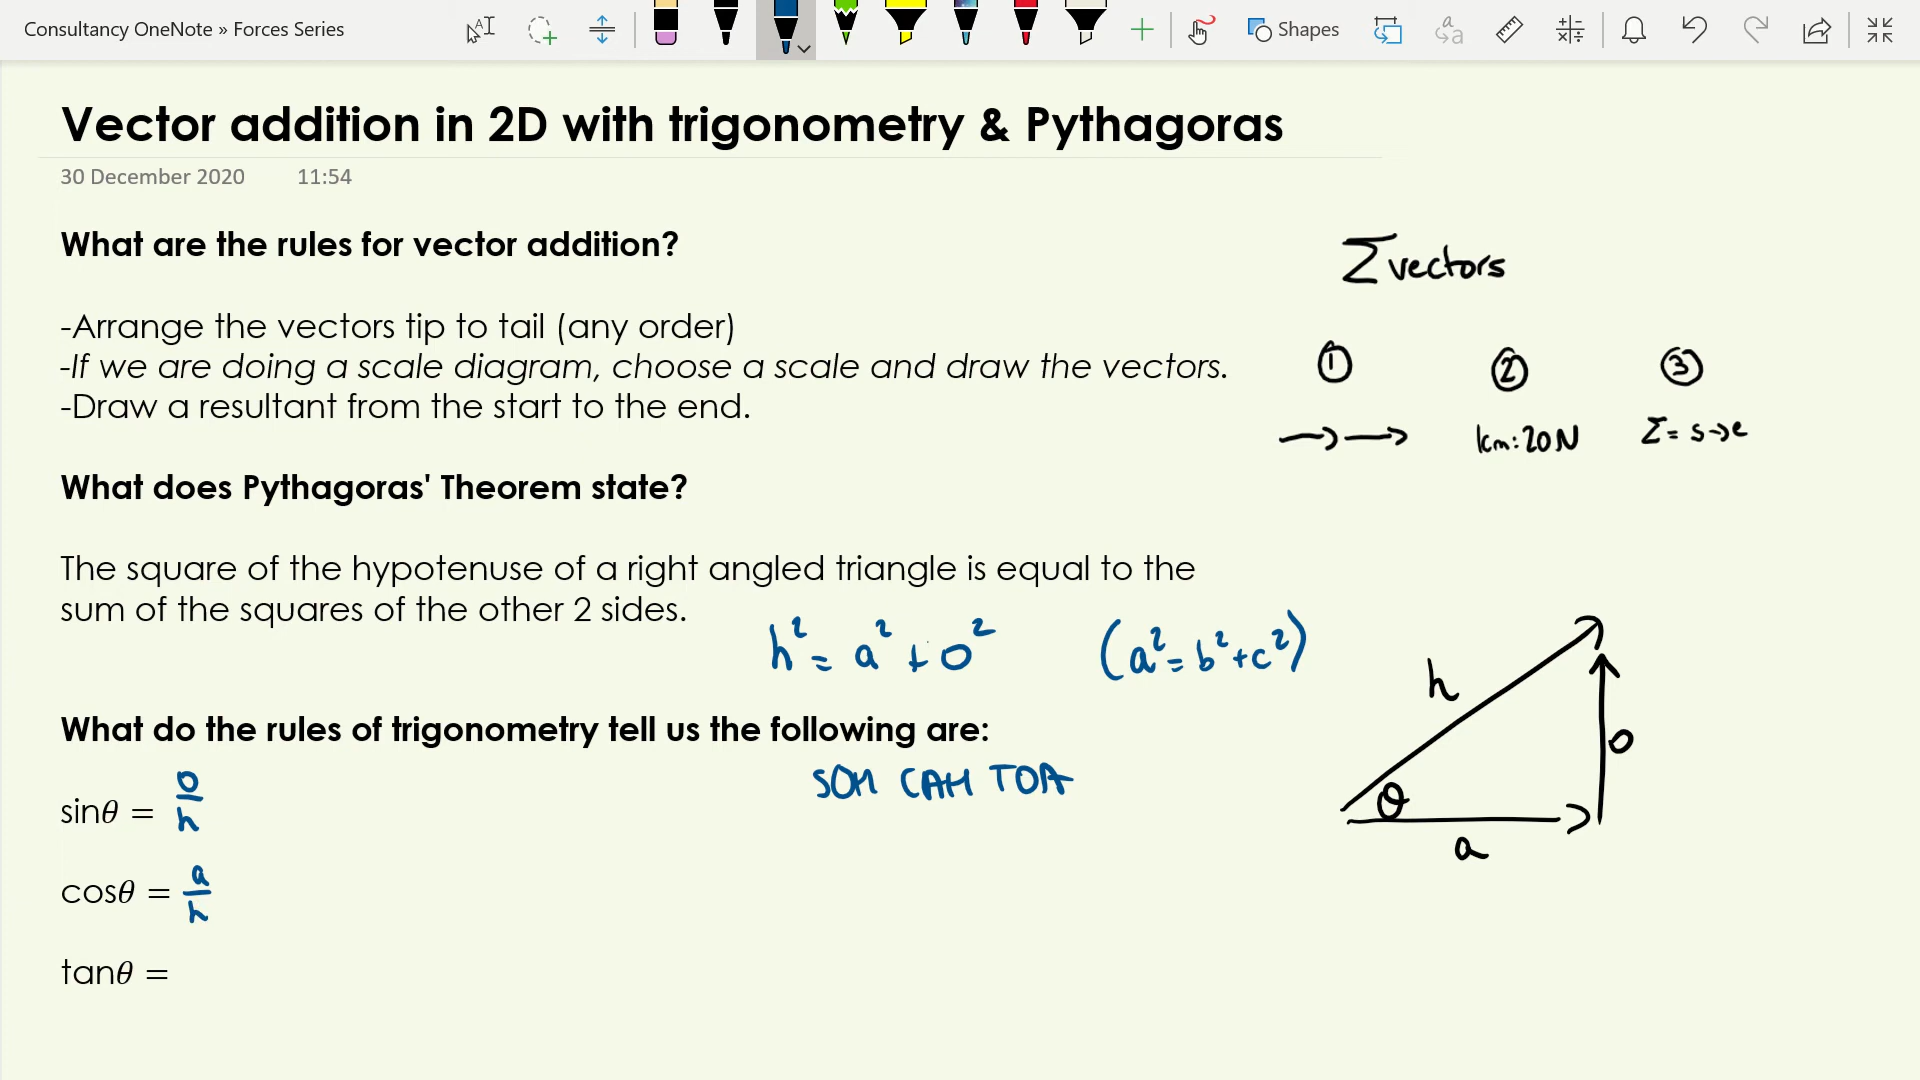 Consultancy OneNote » Forces Series
Shapes
Vector addition in 2D with trigonometry & Pythagoras
30 December 2020 11:54
What are the rules for vector addition?
Σ vectors
-Arrange the vectors tip to tail (any order)
-If we are doing a scale diagram, choose a scale and draw the vectors.
-Draw a resultant from the start to the end.
① ② ③
1cm:20N
Σ = s→e
What does Pythagoras' Theorem state?
The square of the hypotenuse of a right angled triangle is equal to the
sum of the squares of the other 2 sides.
h² = a² + o² (a² = b² + c²)
h
o
θ
a
What do the rules of trigonometry tell us the following are:
SOH CAH TOA
sinθ = o/h
cosθ = a/h
tanθ =